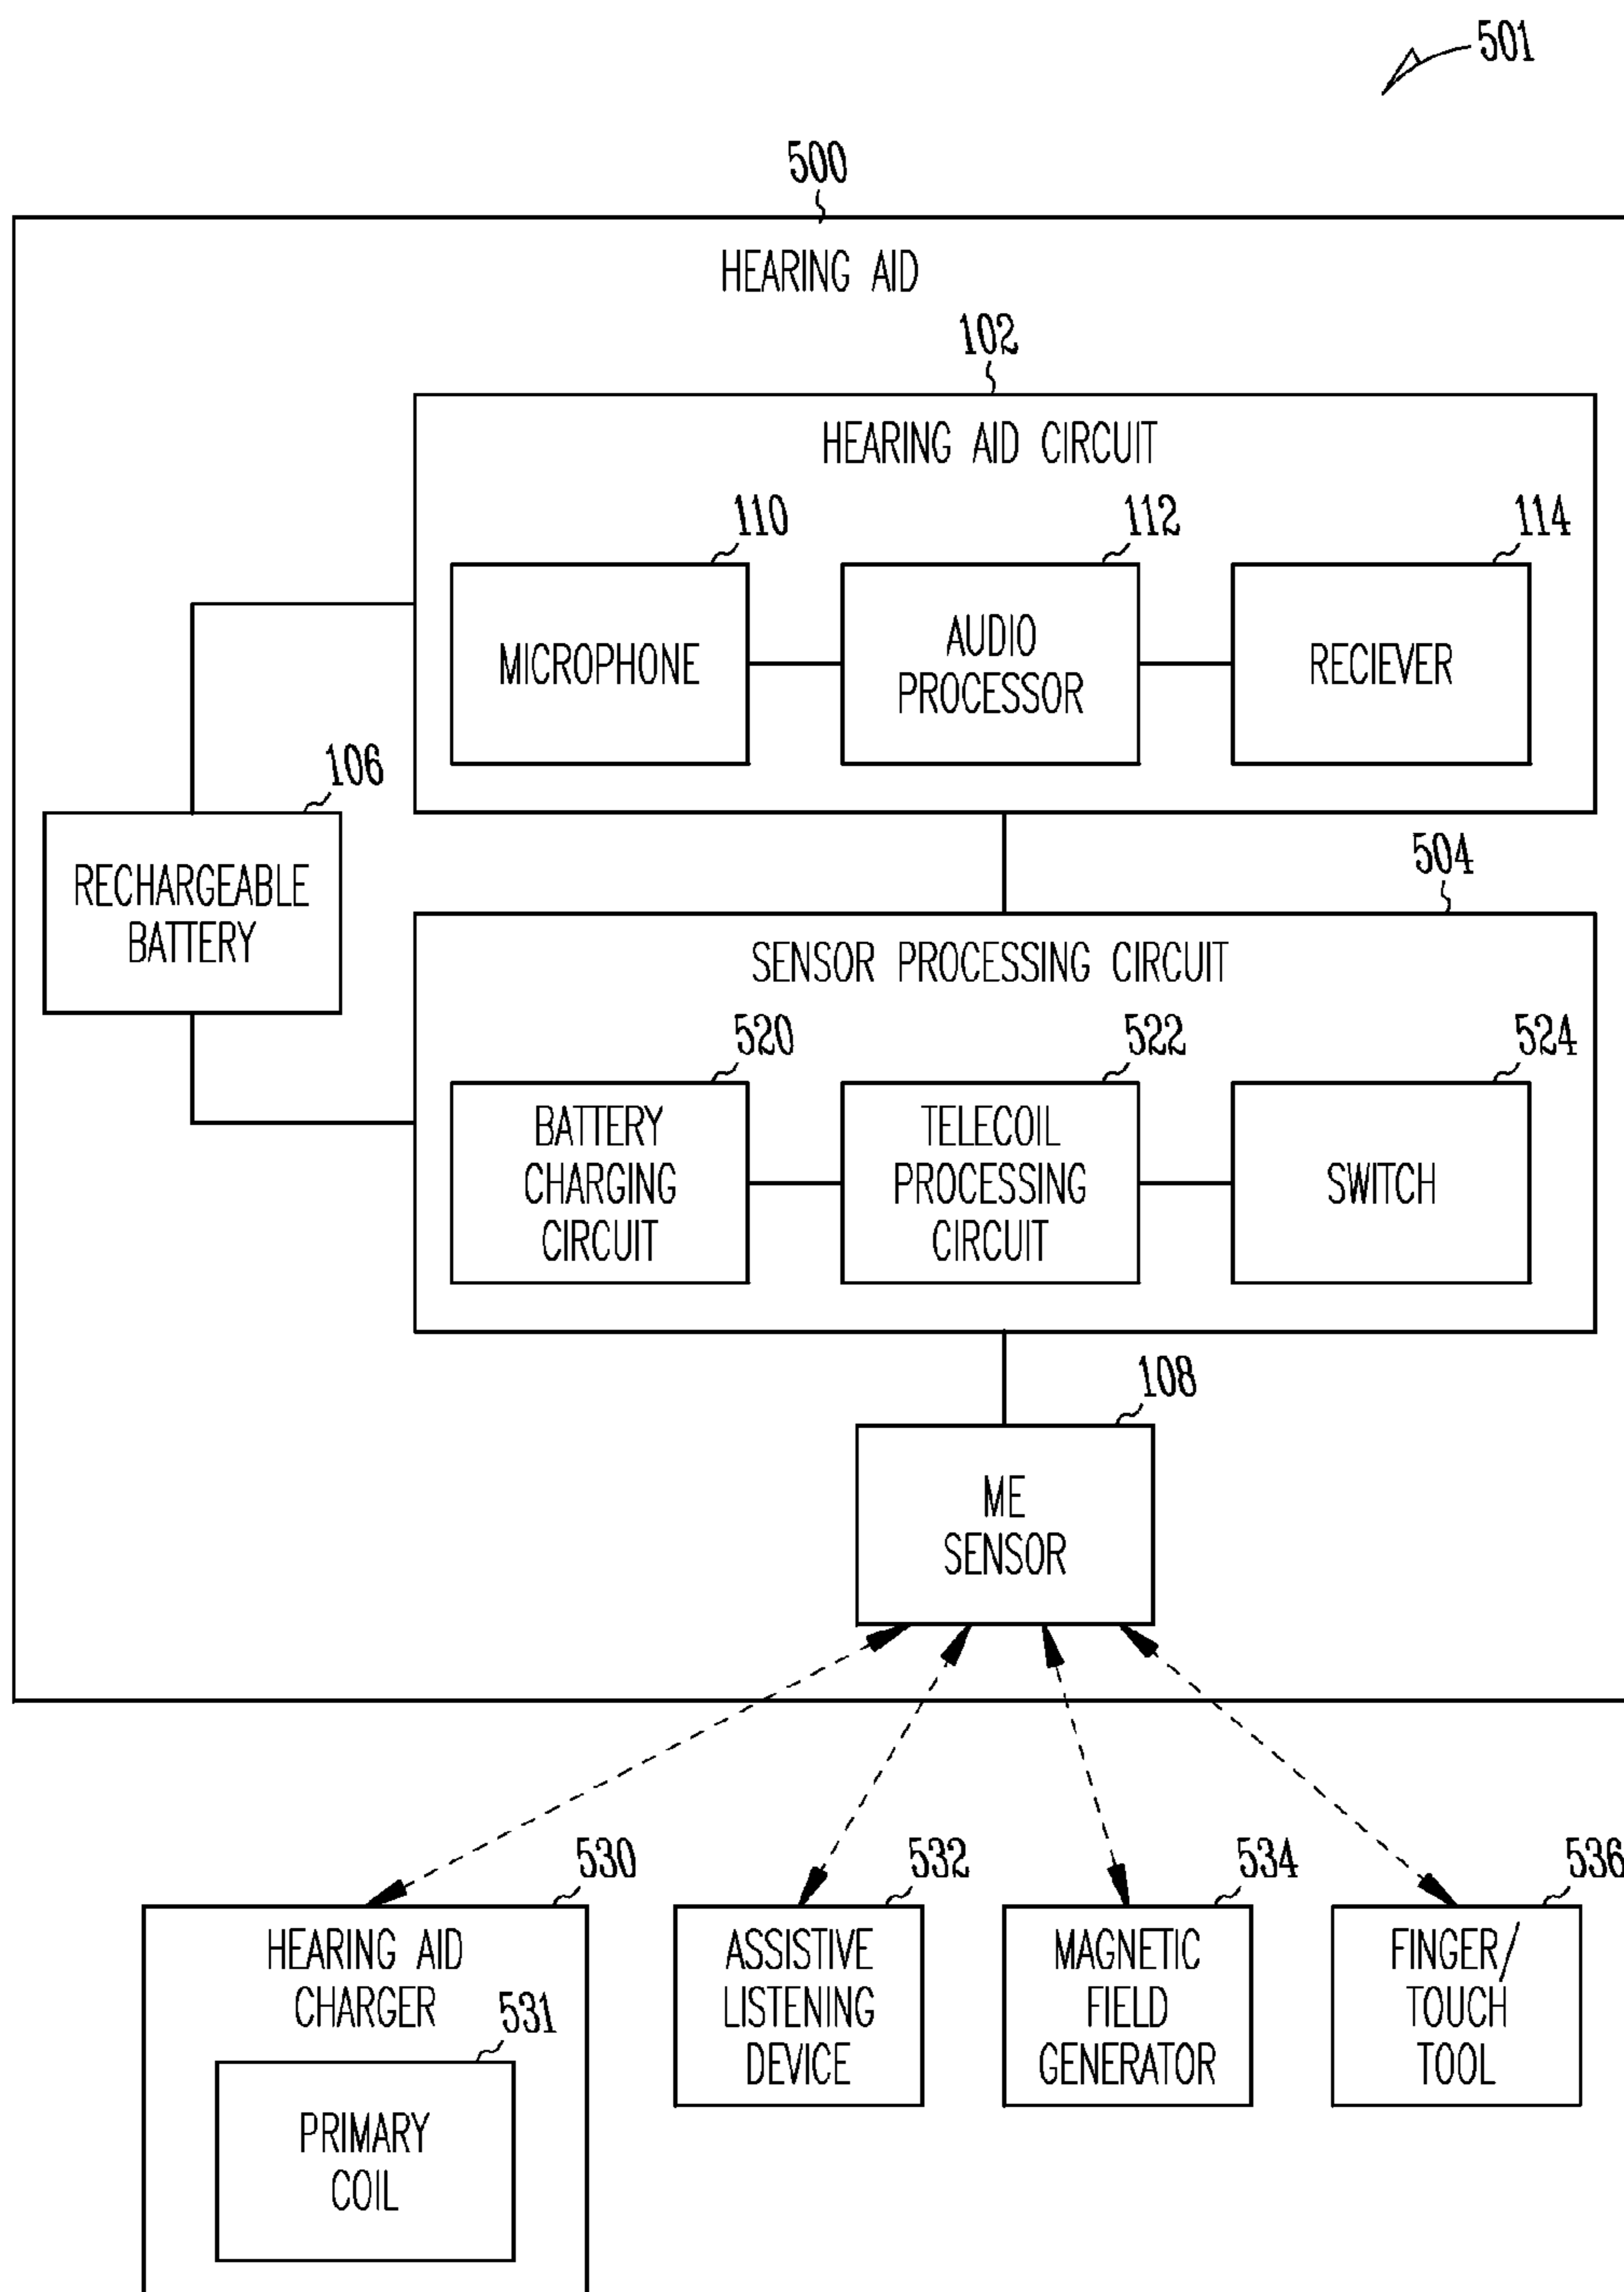 501
500
HEARING AID
102
HEARING AID CIRCUIT
110
112
114
MICROPHONE
AUDIO
PROCESSOR
RECIEVER
106
RECHARGEABLE
BATTERY
504
SENSOR PROCESSING CIRCUIT
520
522
524
BATTERY
CHARGING
CIRCUIT
TELECOIL
PROCESSING
CIRCUIT
SWITCH
108
ME
SENSOR
530
532
534
536
HEARING AID
CHARGER
531
PRIMARY
COIL
ASSISTIVE
LISTENING
DEVICE
MAGNETIC
FIELD
GENERATOR
FINGER/
TOUCH
TOOL